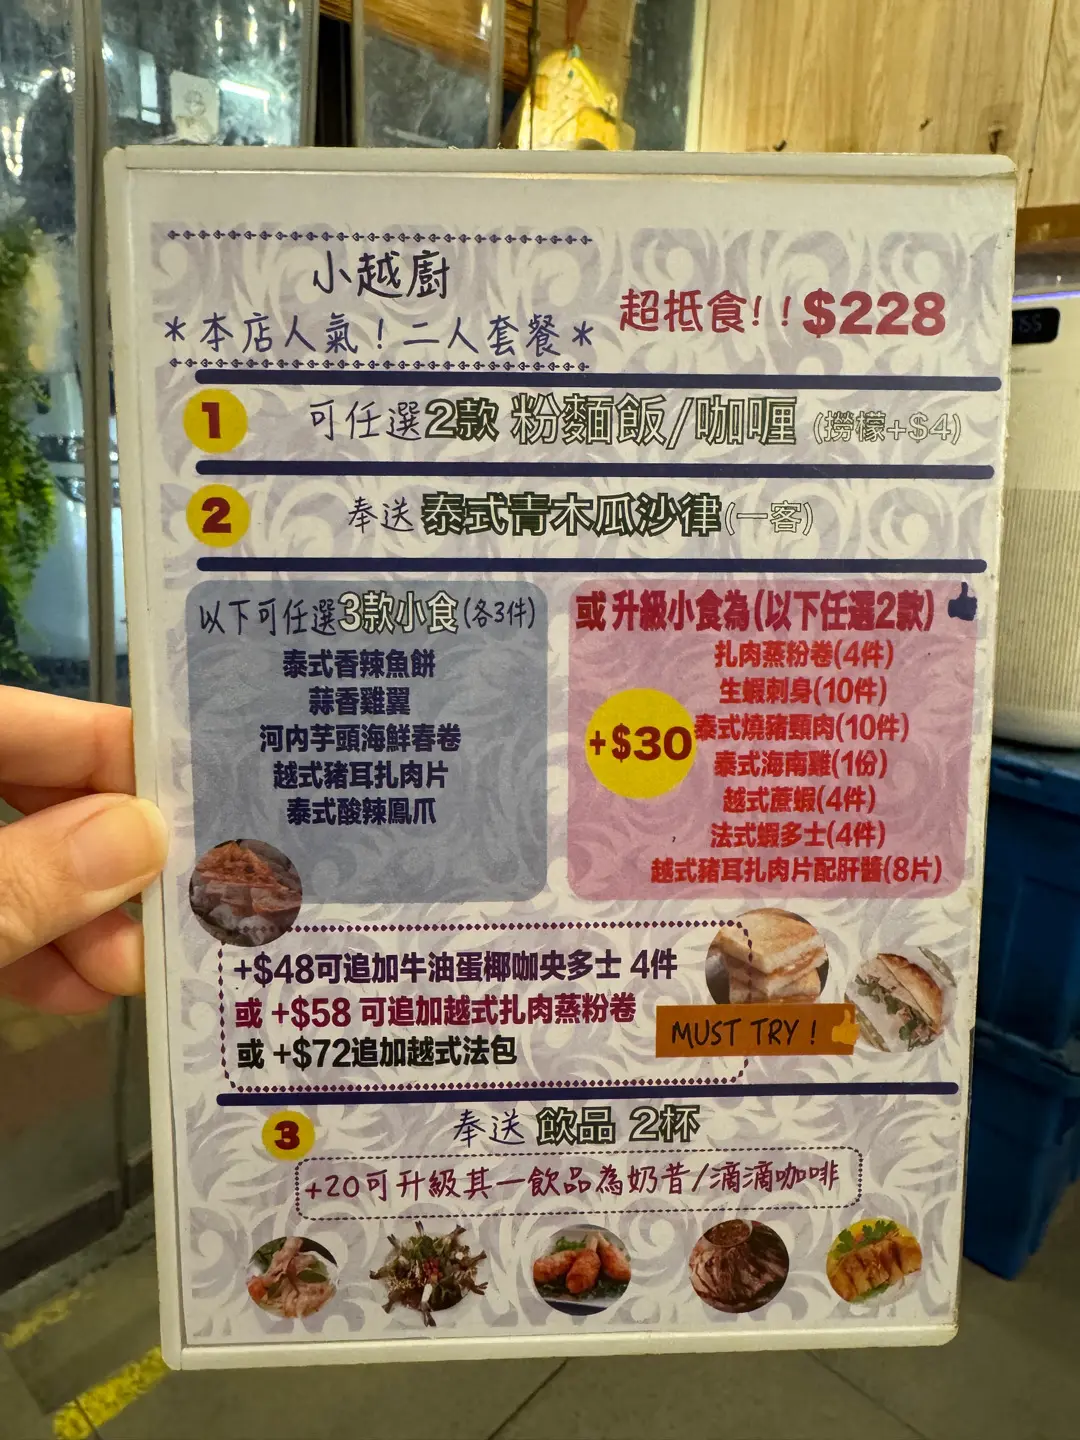 小越廚
*本店人氣！二人套餐*
超抵食!!$228
1 可任選2款 粉麵飯/咖喱 (撈檬+$4)
2 奉送 泰式青木瓜沙律(一客)
以下可任選3款小食(各3件)
泰式香辣魚餅
蒜香雞翼
河內芋頭海鮮春卷
越式豬耳扎肉片
泰式酸辣鳳爪
或 升級小食為(以下任選2款)
+$30
扎肉蒸粉卷(4件)
生蝦刺身(10件)
泰式燒豬頸肉(10件)
泰式海南雞(1份)
越式蔗蝦(4件)
法式蝦多士(4件)
越式豬耳扎肉片配肝醬(8片)
+$48可追加牛油蛋椰咖央多士 4件
或 +$58 可追加越式扎肉蒸粉卷
或 +$72追加越式法包
MUST TRY !
3 奉送 飲品 2杯
+20可升級其一飲品為奶昔/滴滴咖啡